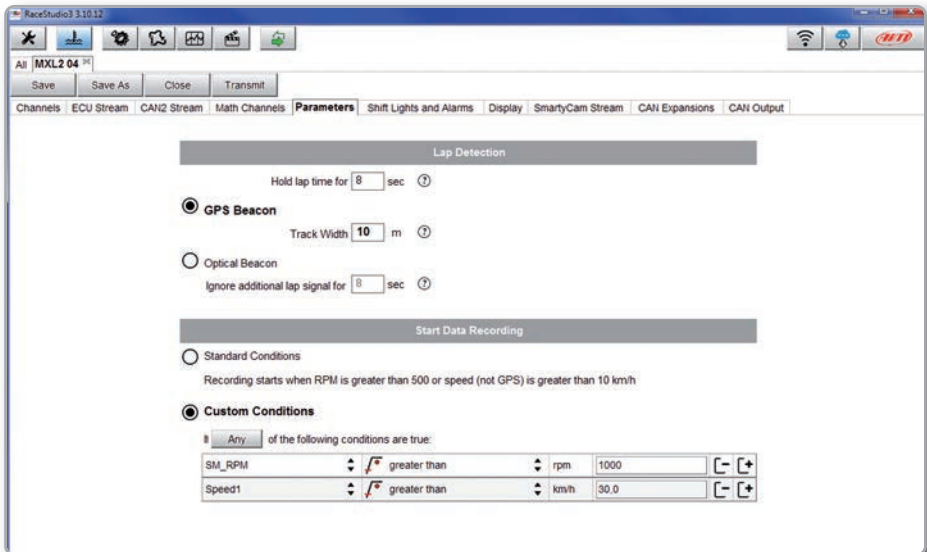 RaceStudio3 3.10.12
AiM
All MXL2 04
Save Save As Close Transmit
Channels ECU Stream CAN2 Stream Math Channels Parameters Shift Lights and Alarms Display SmartyCam Stream CAN Expansions CAN Output
Lap Detection
Hold lap time for 8 sec ?
GPS Beacon
Track Width 10 m ?
Optical Beacon
Ignore additional lap signal for 8 sec ?
Start Data Recording
Standard Conditions
Recording starts when RPM is greater than 500 or speed (not GPS) is greater than 10 km/h
Custom Conditions
If Any of the following conditions are true:
SM_RPM greater than rpm 1000
Speed1 greater than km/h 30,0